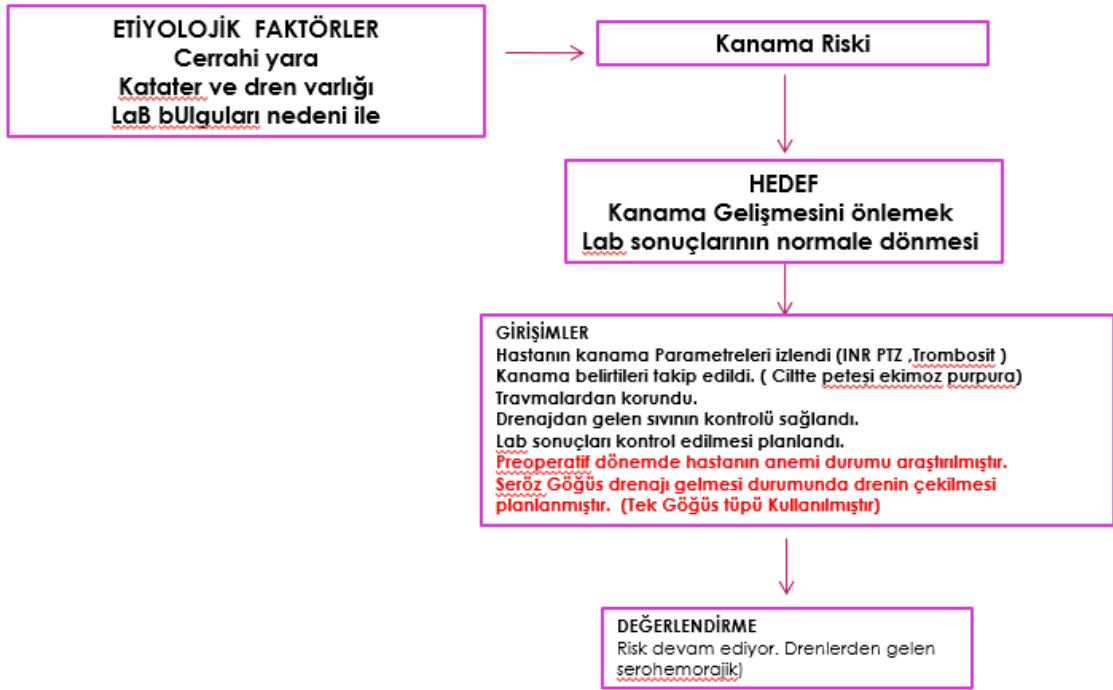 ETİYOLOJİK FAKTÖRLER
Cerrahi yara
Katater ve dren varlığı
LaB bUlguları nedeni ile
Kanama Riski
HEDEF
Kanama Gelişmesini önlemek
Lab sonuçlarının normale dönmesi
GİRİŞİMLER
Hastanın kanama Parametreleri izlendi (INR PTZ ,Trombosit )
Kanama belirtileri takip edildi. ( Ciltte peteşi ekimoz purpura)
Travmalardan korundu.
Drenajdan gelen sıvının kontrolü sağlandı.
Lab sonuçları kontrol edilmesi planlandı.
Preoperatif dönemde hastanın anemi durumu araştırılmıştır.
Seröz Göğüs drenajı gelmesi durumunda drenin çekilmesi
planlanmıştır. (Tek Göğüs tüpü Kullanılmıştır)
DEĞERLENDİRME
Risk devam ediyor. Drenlerden gelen
serohemorajik)